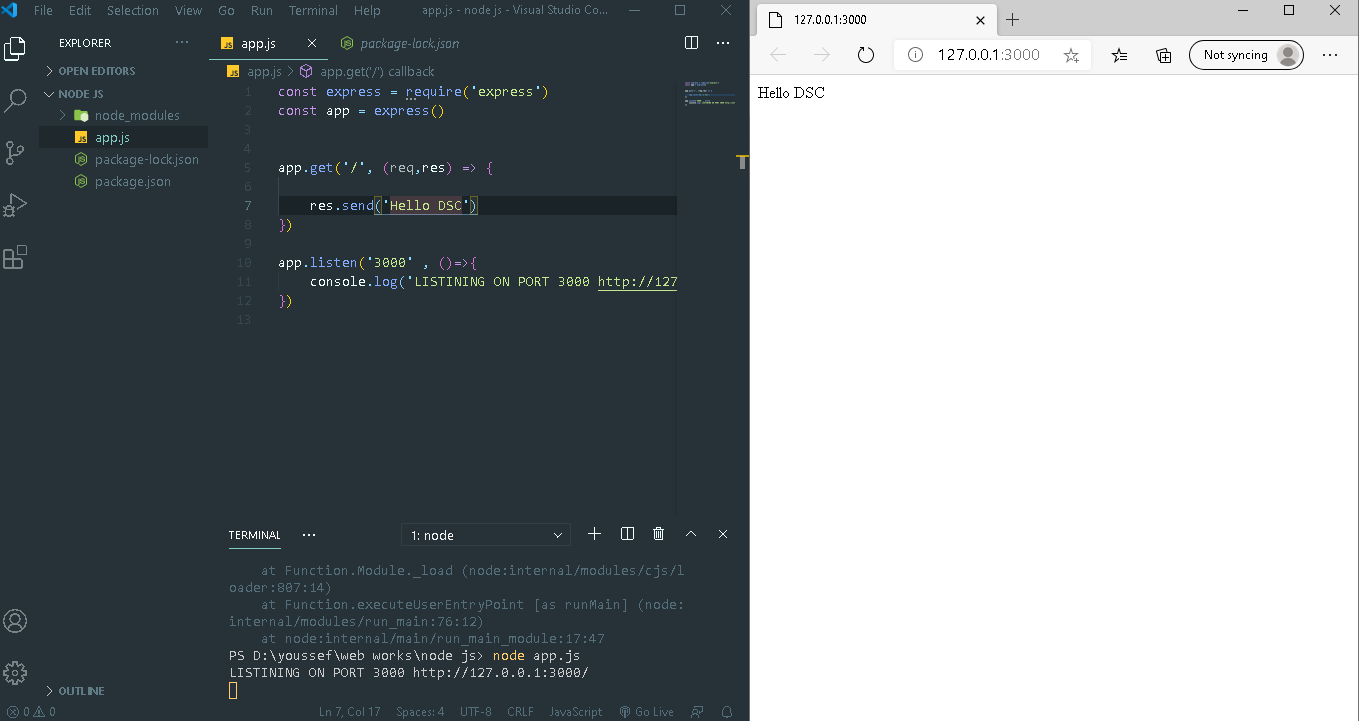 File Edit Selection View Go Run Terminal Help app.js - node js - Visual Studio Co...
EXPLORER ...
OPEN EDITORS
NODE JS
node_modules
JS app.js
package-lock.json
package.json
OUTLINE
JS app.js package-lock.json ...
JS app.js > app.get('/') callback
1 const express = require('express')
2 const app = express()
3
4
5 app.get('/', (req,res) => {
6
7 res.send('Hello DSC')
8 })
9
10 app.listen('3000' , ()=>{
11 console.log('LISTINING ON PORT 3000 http://127
12 })
13
TERMINAL ... 1: node
at Function.Module._load (node:internal/modules/cjs/l
oader:807:14)
at Function.executeUserEntryPoint [as runMain] (node:
internal/modules/run_main:76:12)
at node:internal/main/run_main_module:17:47
PS D:\youssef\web works\node js> node app.js
LISTINING ON PORT 3000 http://127.0.0.1:3000/
0 0 Ln 7, Col 17 Spaces: 4 UTF-8 CRLF JavaScript Go Live
127.0.0.1:3000
127.0.0.1:3000 Not syncing ...
Hello DSC